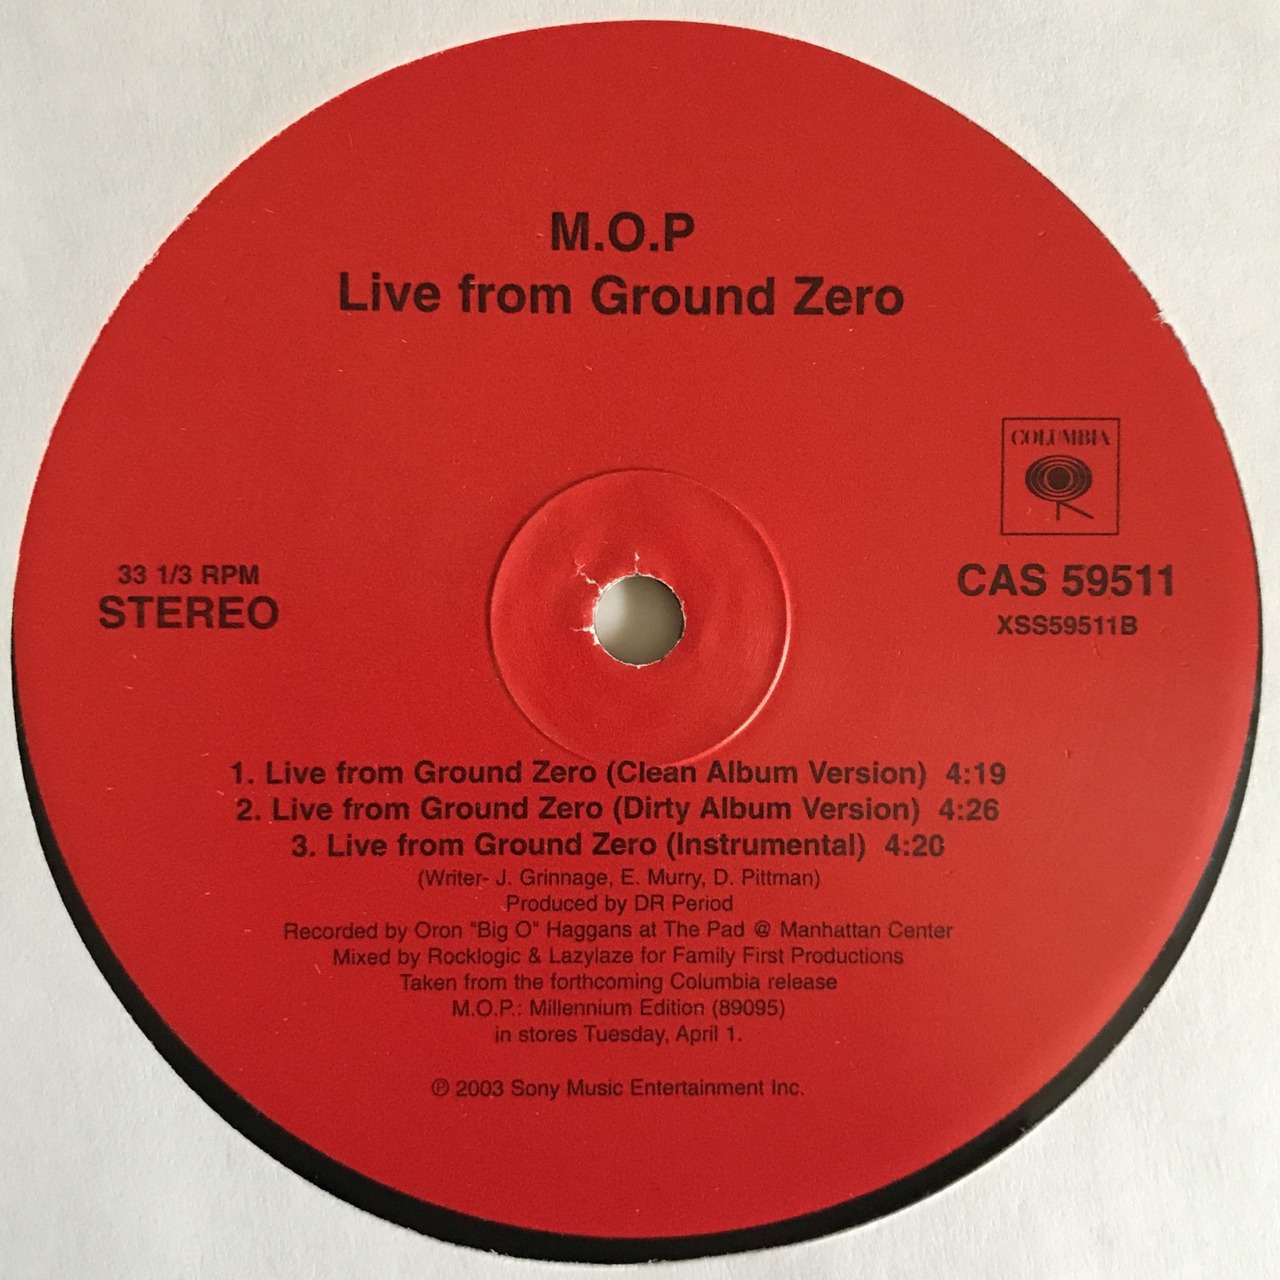 M.O.P
Live from Ground Zero
COLUMBIA
33 1/3 RPM
STEREO
CAS 59511
XSS59511B
1. Live from Ground Zero (Clean Album Version) 4:19
2. Live from Ground Zero (Dirty Album Version) 4:26
3. Live from Ground Zero (Instrumental) 4:20
(Writer- J. Grinnage, E. Murry, D. Pittman)
Produced by DR Period
Recorded by Oron "Big O" Haggans at The Pad @ Manhattan Center
Mixed by Rocklogic & Lazylaze for Family First Productions
Taken from the forthcoming Columbia release
M.O.P.: Millennium Edition (89095)
in stores Tuesday, April 1.
℗ 2003 Sony Music Entertainment Inc.